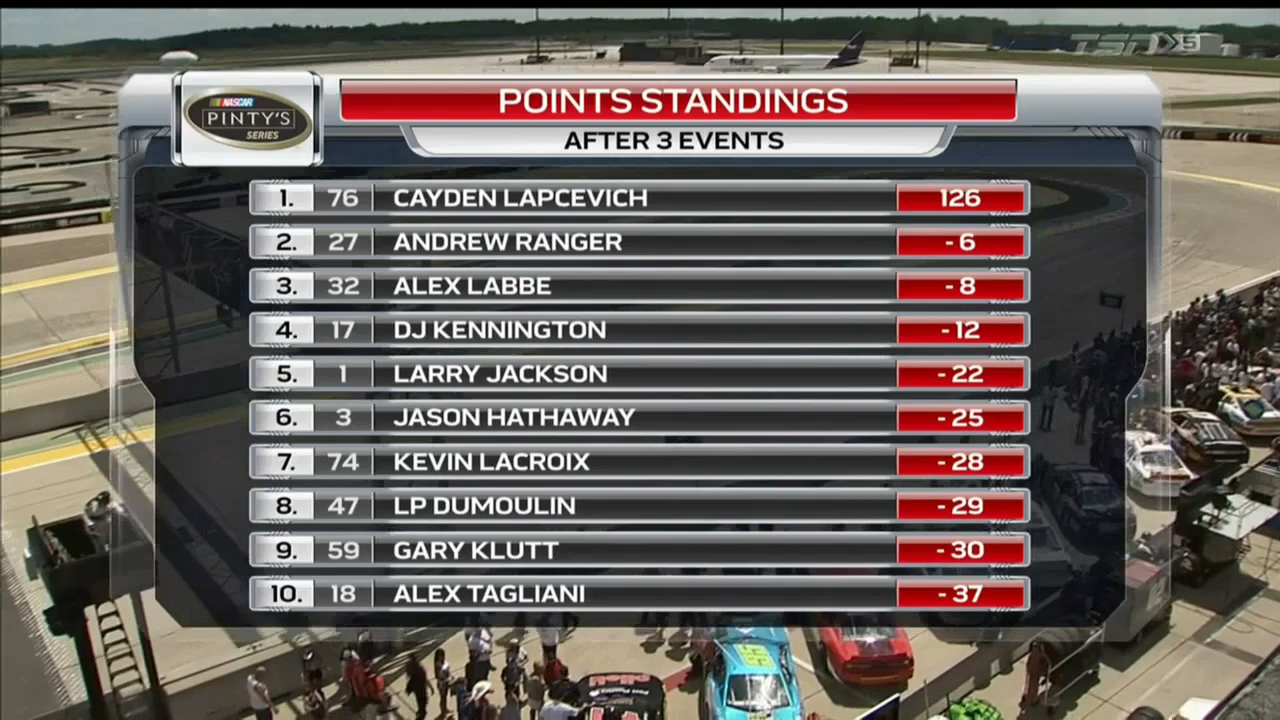 TSN 5
NASCAR
PINTY'S
SERIES
POINTS STANDINGS
AFTER 3 EVENTS
1. 76 CAYDEN LAPCEVICH 126
2. 27 ANDREW RANGER - 6
3. 32 ALEX LABBE - 8
4. 17 DJ KENNINGTON - 12
5. 1 LARRY JACKSON - 22
6. 3 JASON HATHAWAY - 25
7. 74 KEVIN LACROIX - 28
8. 47 LP DUMOULIN - 29
9. 59 GARY KLUTT - 30
10. 18 ALEX TAGLIANI - 37
FedEx